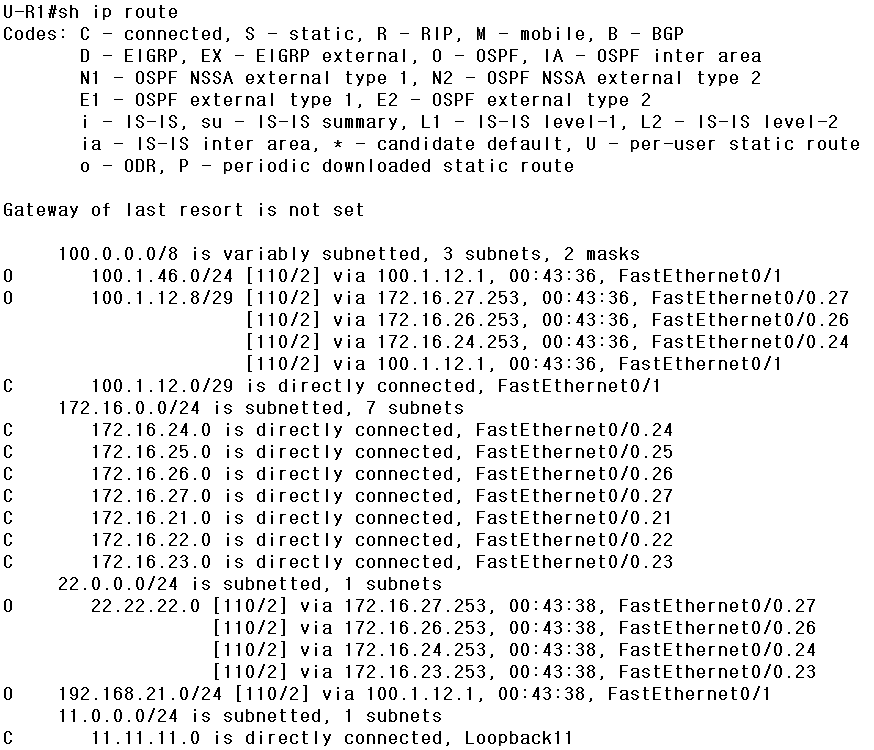 U-R1#sh ip route
Codes: C - connected, S - static, R - RIP, M - mobile, B - BGP
       D - EIGRP, EX - EIGRP external, O - OSPF, IA - OSPF inter area
       N1 - OSPF NSSA external type 1, N2 - OSPF NSSA external type 2
       E1 - OSPF external type 1, E2 - OSPF external type 2
       i - IS-IS, su - IS-IS summary, L1 - IS-IS level-1, L2 - IS-IS level-2
       ia - IS-IS inter area, * - candidate default, U - per-user static route
       o - ODR, P - periodic downloaded static route

Gateway of last resort is not set

     100.0.0.0/8 is variably subnetted, 3 subnets, 2 masks
O       100.1.46.0/24 [110/2] via 100.1.12.1, 00:43:36, FastEthernet0/1
O       100.1.12.8/29 [110/2] via 172.16.27.253, 00:43:36, FastEthernet0/0.27
                      [110/2] via 172.16.26.253, 00:43:36, FastEthernet0/0.26
                      [110/2] via 172.16.24.253, 00:43:36, FastEthernet0/0.24
                      [110/2] via 100.1.12.1, 00:43:36, FastEthernet0/1
C       100.1.12.0/29 is directly connected, FastEthernet0/1
     172.16.0.0/24 is subnetted, 7 subnets
C       172.16.24.0 is directly connected, FastEthernet0/0.24
C       172.16.25.0 is directly connected, FastEthernet0/0.25
C       172.16.26.0 is directly connected, FastEthernet0/0.26
C       172.16.27.0 is directly connected, FastEthernet0/0.27
C       172.16.21.0 is directly connected, FastEthernet0/0.21
C       172.16.22.0 is directly connected, FastEthernet0/0.22
C       172.16.23.0 is directly connected, FastEthernet0/0.23
     22.0.0.0/24 is subnetted, 1 subnets
O       22.22.22.0 [110/2] via 172.16.27.253, 00:43:38, FastEthernet0/0.27
                   [110/2] via 172.16.26.253, 00:43:38, FastEthernet0/0.26
                   [110/2] via 172.16.24.253, 00:43:38, FastEthernet0/0.24
                   [110/2] via 172.16.23.253, 00:43:38, FastEthernet0/0.23
O    192.168.21.0/24 [110/2] via 100.1.12.1, 00:43:38, FastEthernet0/1
     11.0.0.0/24 is subnetted, 1 subnets
C       11.11.11.0 is directly connected, Loopback11